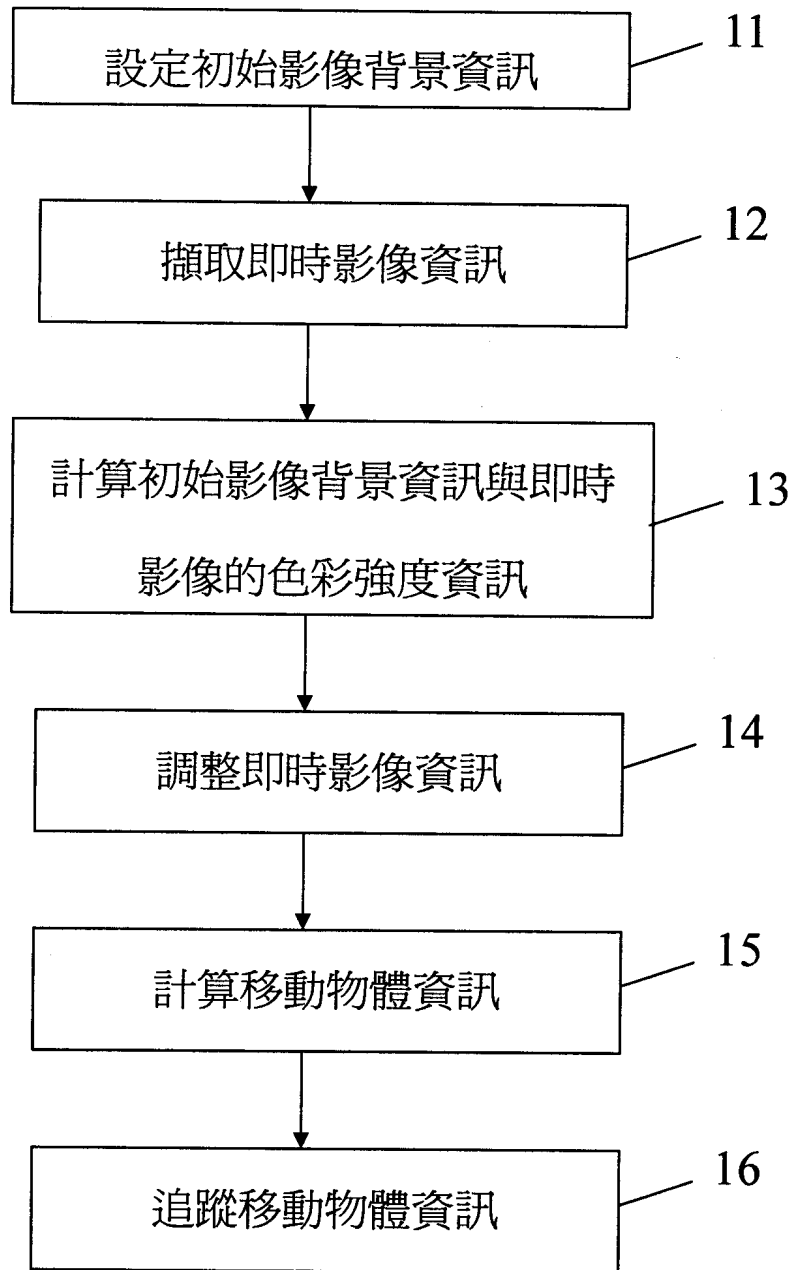 設定初始影像背景資訊
11
擷取即時影像資訊
12
計算初始影像背景資訊與即時
影像的色彩強度資訊
13
調整即時影像資訊
14
計算移動物體資訊
15
追蹤移動物體資訊
16